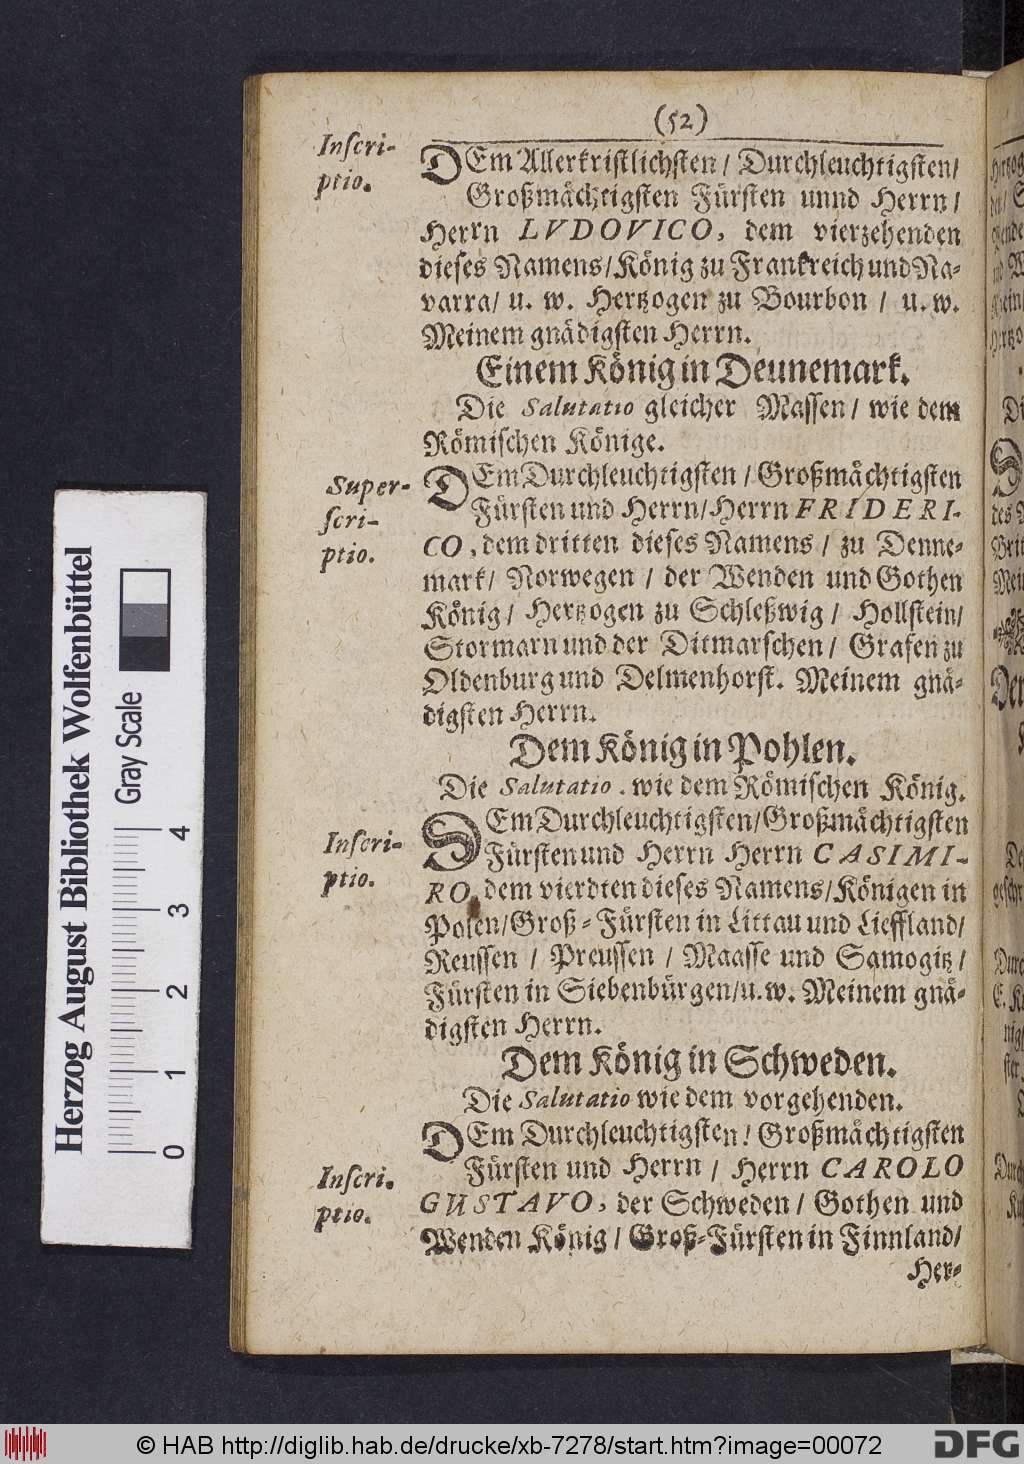 (52)
Inscri-
ptio.
DEm Allerkristlichsten/ Durchleuchtigsten/
Großmächtigsten Fürsten unnd Herrn/
Herrn LVDOVICO, dem vierzehenden
dieses Namens/König zu Frankreich und Na-
varra/ u. w. Hertzogen zu Bourbon / u. w.
Meinem gnädigsten Herrn.
Einem König in Deunemark.
Die Salutatio gleicher Massen/ wie dem
Römischen Könige.
Super-
scri-
ptio.
DEm Durchleuchtigsten / Großmächtigsten
Fürsten und Herrn/Herrn FRIDERI-
CO, dem dritten dieses Namens / zu Denne-
mark/ Norwegen / der Wenden und Gothen
König/ Hertzogen zu Schleßwig / Hollstein/
Stormarn und der Ditmarschen/ Grafen zu
Oldenburg und Delmenhorst. Meinem gnä-
digsten Herrn.
Dem König in Pohlen.
Die Salutatio. wie dem Römischen König.
Inscri-
ptio.
DEm Durchleuchtigsten/Großmächtigsten
Fürsten und Herrn Herrn CASIMI-
RO, dem vierdten dieses Namens/Königen in
Polen/Groß-Fürsten in Littau und Lieffland/
Reussen / Preussen / Maasse und Samogitz/
Fürsten in Siebenbürgen/u.w. Meinem gnä-
digsten Herrn.
Dem König in Schweden.
Die Salutatio wie dem vorgehenden.
Inscri.
ptio.
DEm Durchleuchtigsten! Großmächtigsten
Fürsten und Herrn / Herrn CAROLO
GUSTAVO, der Schweden / Gothen und
Wenden König / Groß-Fürsten in Finnland/
Her-
Herzog August Bibliothek Wolfenbüttel
Gray Scale
0 1 2 3 4
© HAB http://diglib.hab.de/drucke/xb-7278/start.htm?image=00072
DFG